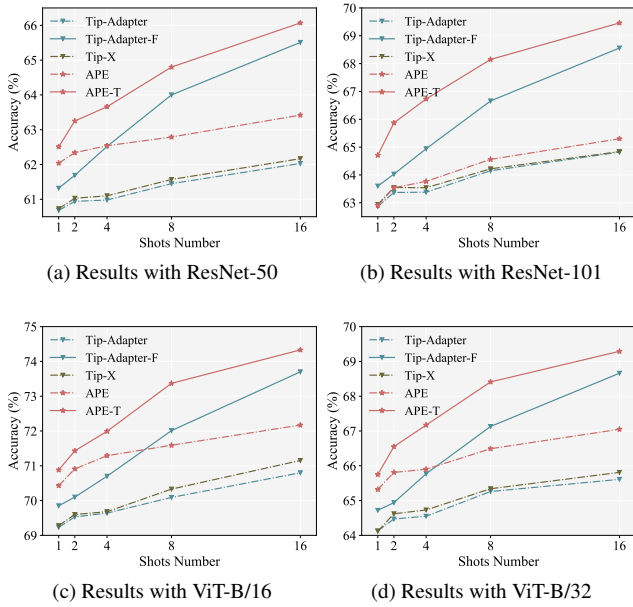 66
65
64
63
62
61
Accuracy (%)
Tip-Adapter
Tip-Adapter-F
Tip-X
APE
APE-T
1 2 4 8 16
Shots Number
(a) Results with ResNet-50
70
69
68
67
66
65
64
63
Accuracy (%)
Tip-Adapter
Tip-Adapter-F
Tip-X
APE
APE-T
1 2 4 8 16
Shots Number
(b) Results with ResNet-101
75
74
73
72
71
70
69
Accuracy (%)
Tip-Adapter
Tip-Adapter-F
Tip-X
APE
APE-T
1 2 4 8 16
Shots Number
(c) Results with ViT-B/16
70
69
68
67
66
65
64
Accuracy (%)
Tip-Adapter
Tip-Adapter-F
Tip-X
APE
APE-T
1 2 4 8 16
Shots Number
(d) Results with ViT-B/32